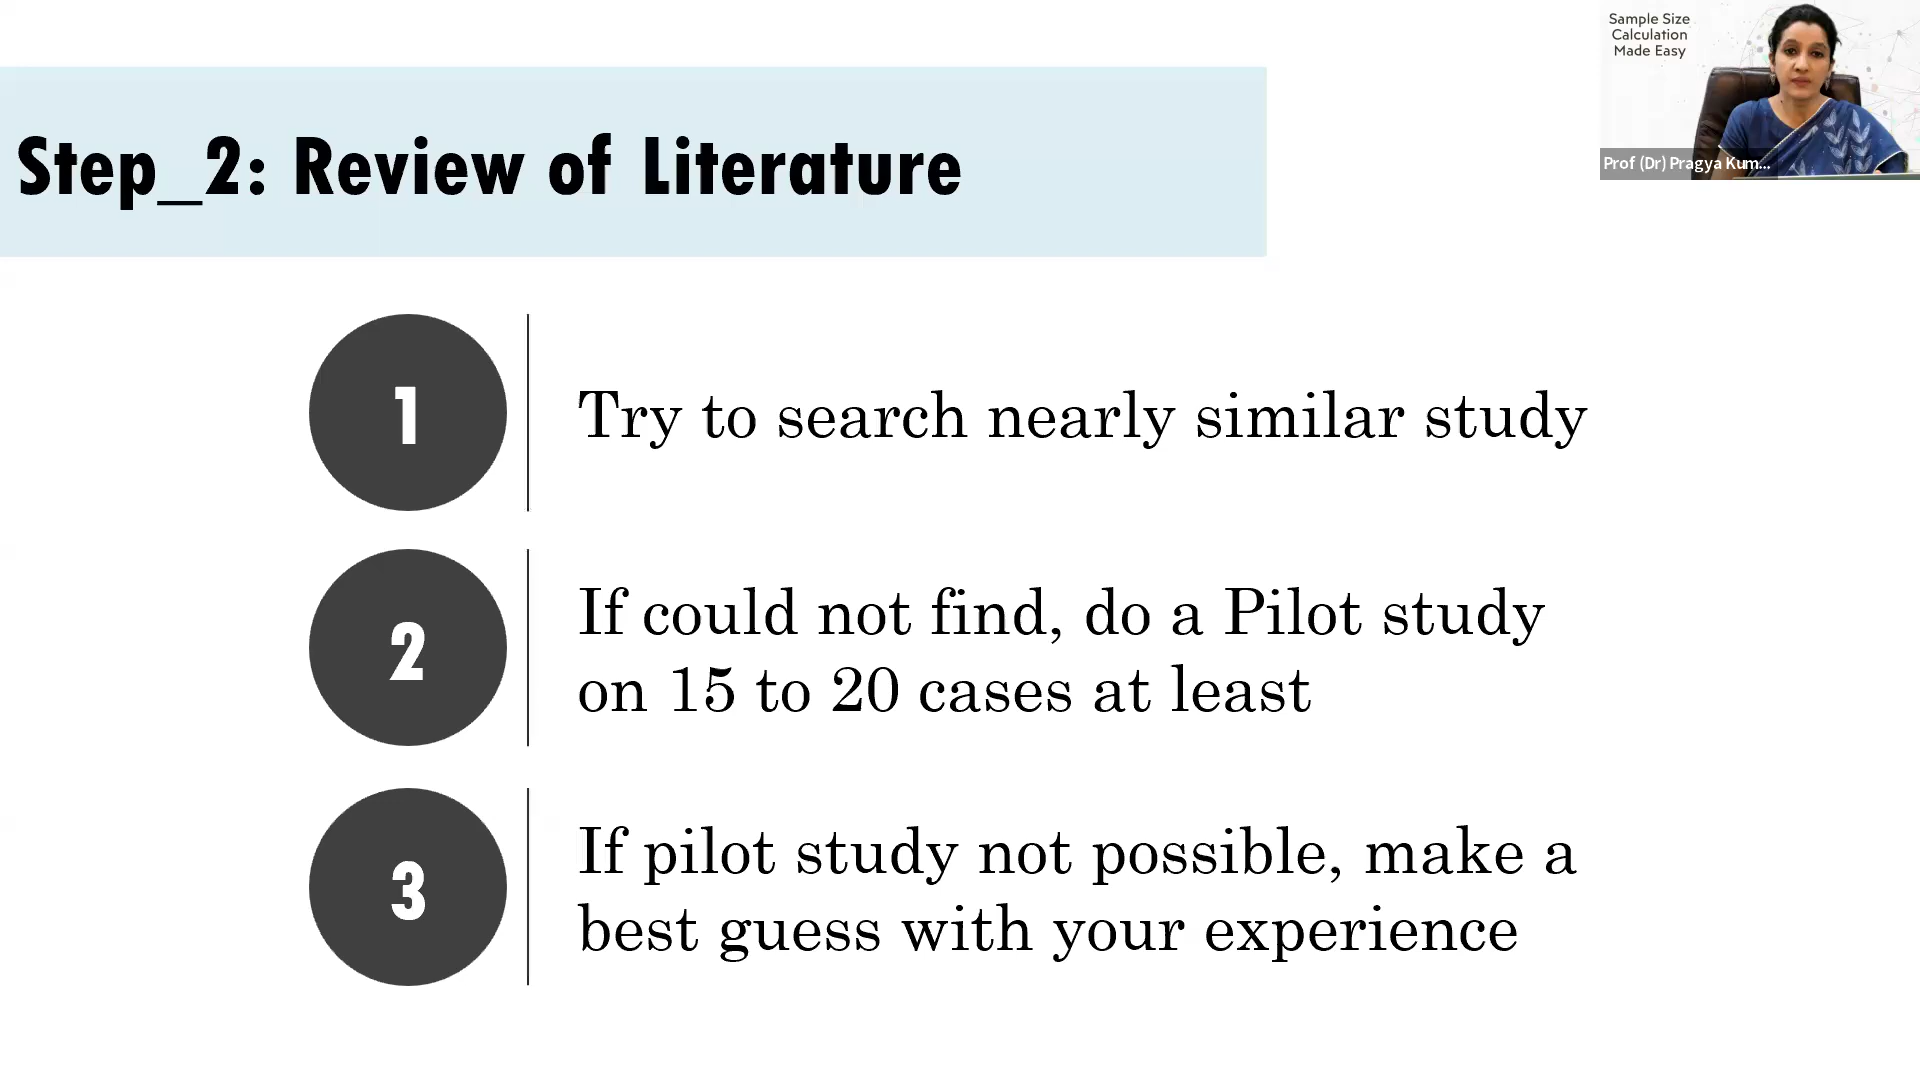 Sample Size
Calculation
Made Easy
Prof (Dr) Pragya Kum...
Step_2: Review of Literature
1
Try to search nearly similar study
2
If could not find, do a Pilot study
on 15 to 20 cases at least
3
If pilot study not possible, make a
best guess with your experience